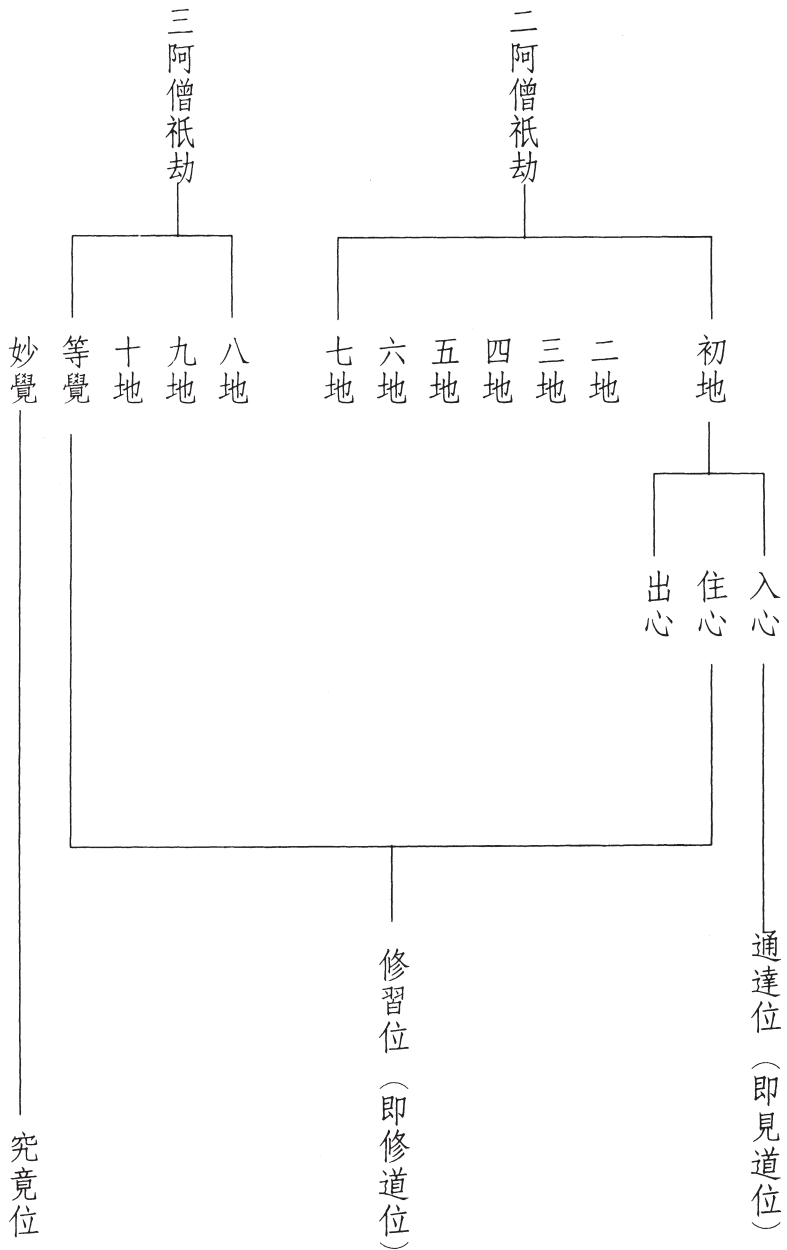 二阿僧祇劫
三阿僧祇劫
初地
二地
三地
四地
五地
六地
七地
八地
九地
十地
等覺
妙覺
入心
住心
出心
通達位（即見道位）
修習位（即修道位）
究竟位